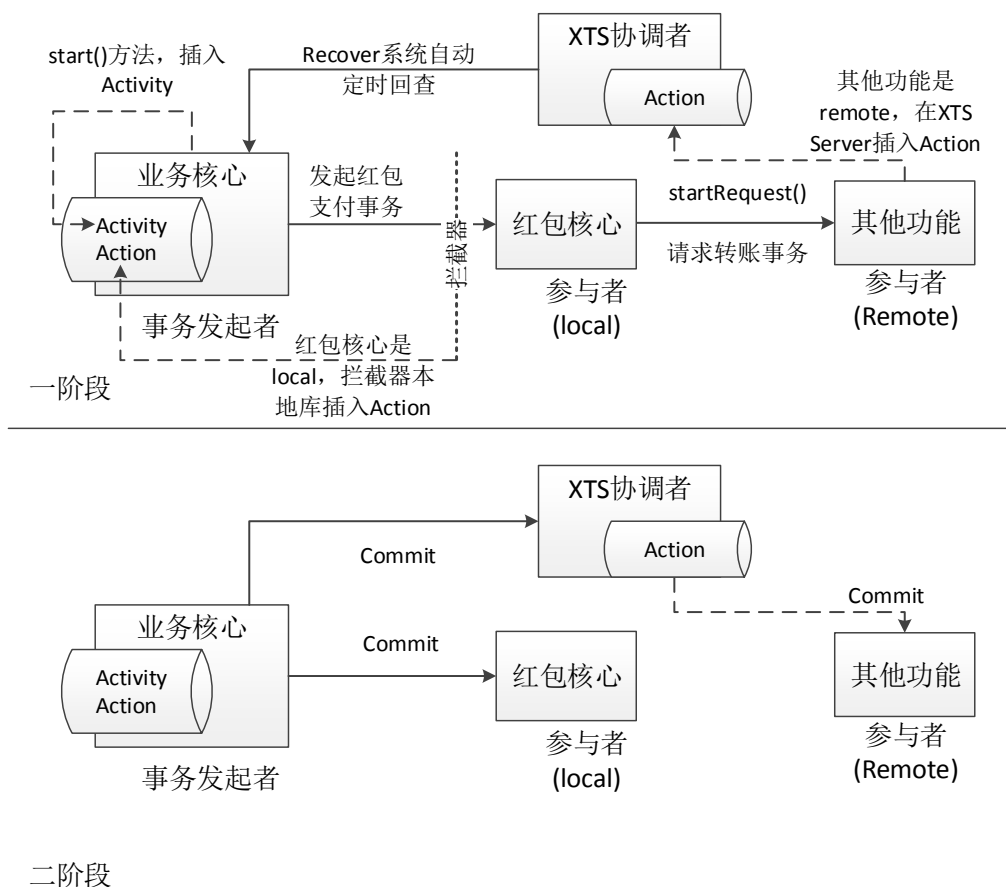 start()方法，插入
Activity
Recover系统自动
定时回查
XTS协调者
Action
其他功能是
remote，在XTS
Server插入Action
业务核心
Activity
Action
事务发起者
发起红包
支付事务
拦截器
红包核心
参与者
(local)
startRequest()
请求转账事务
其他功能
参与者
(Remote)
红包核心是
local，拦截器本
地库插入Action
一阶段
XTS协调者
Action
Commit
Commit
业务核心
Activity
Action
事务发起者
Commit
红包核心
参与者
(local)
其他功能
参与者
(Remote)
二阶段